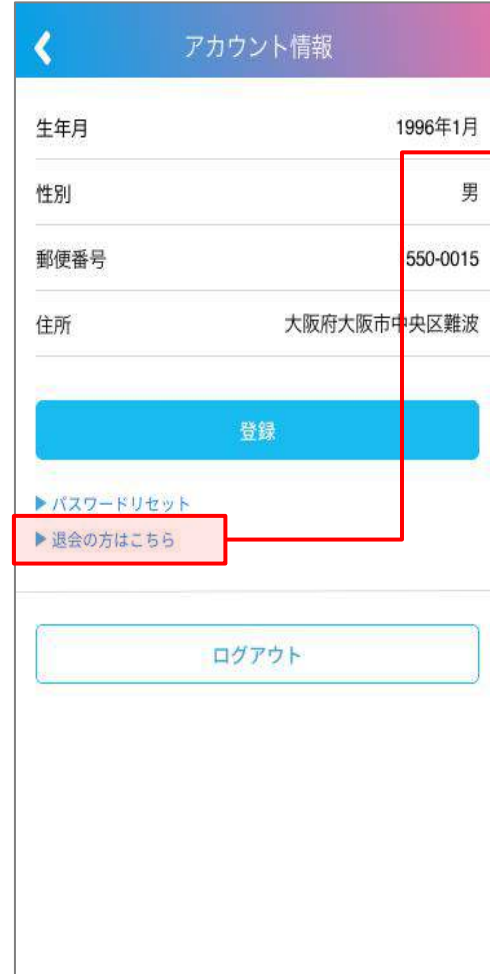 アカウント情報
生年月 1996年1月
性別 男
郵便番号 550-0015
住所 大阪府大阪市中央区難波
登録
▶パスワードリセット
▶退会の方はこちら
ログアウト